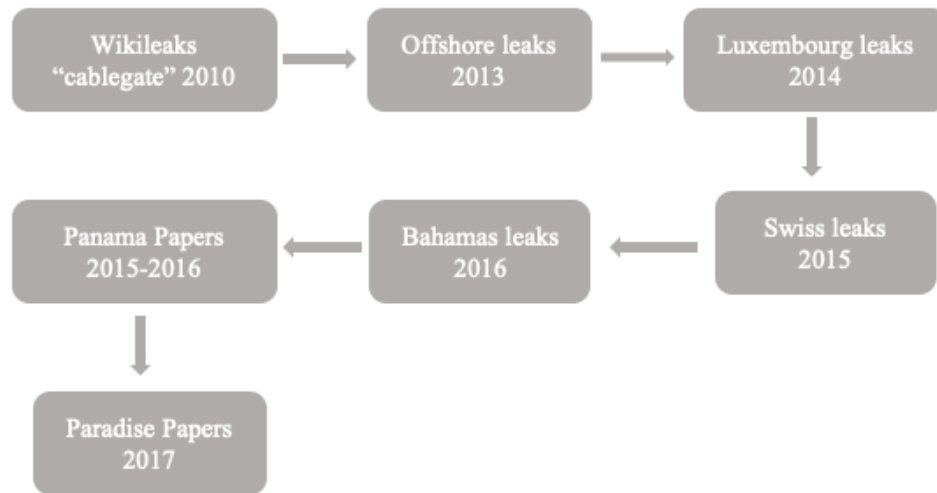 Wikileaks
“cablegate” 2010
Offshore leaks
2013
Luxembourg leaks
2014
Swiss leaks
2015
Bahamas leaks
2016
Panama Papers
2015-2016
Paradise Papers
2017